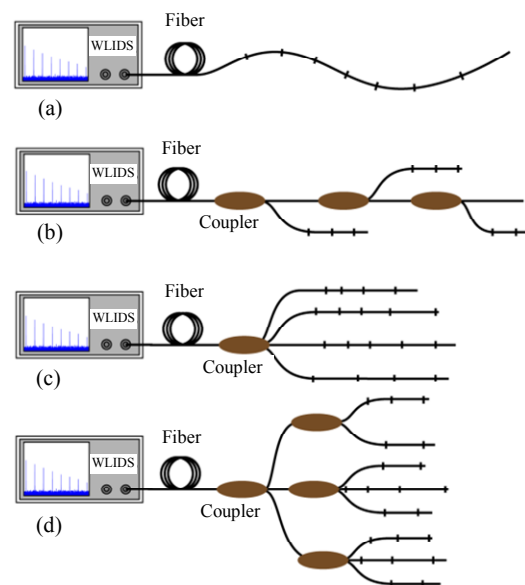 Fiber
WLIDS
(a)
Fiber
WLIDS
Coupler
(b)
Fiber
WLIDS
Coupler
(c)
Fiber
WLIDS
Coupler
(d)